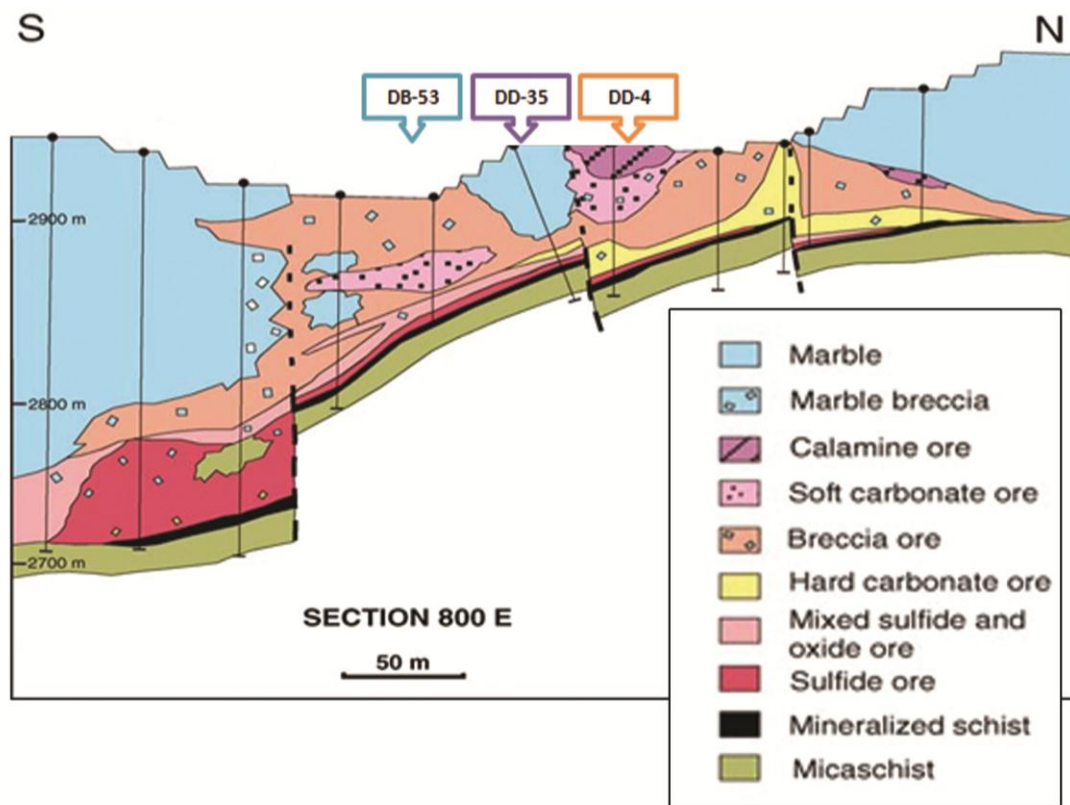 S
N
DB-53
DD-35
DD-4
2900 m
2800 m
2700 m
SECTION 800 E
50 m
Marble
Marble breccia
Calamine ore
Soft carbonate ore
Breccia ore
Hard carbonate ore
Mixed sulfide and
oxide ore
Sulfide ore
Mineralized schist
Micaschist